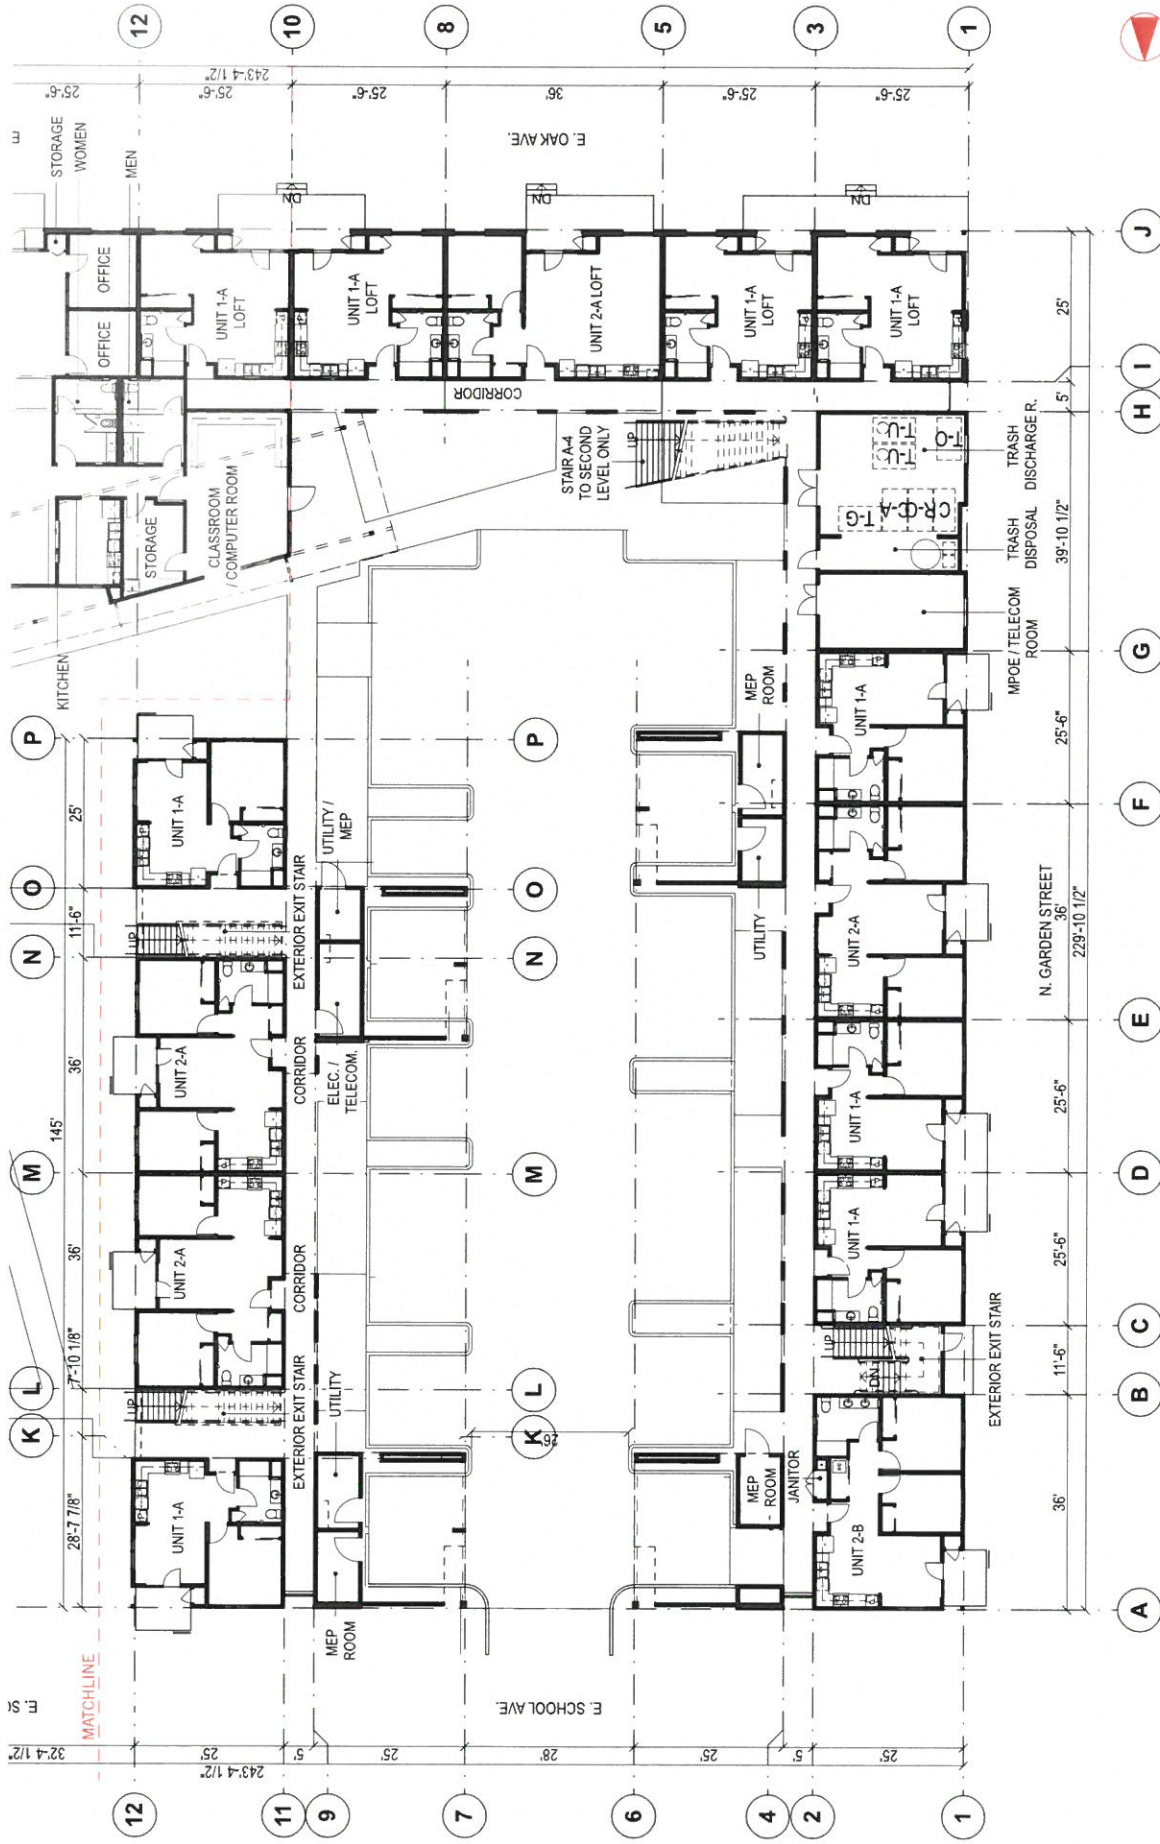 12
10
8
5
3
1
243'-4 1/2"
25'-6"
25'-6"
25'-6"
36'
25'-6"
25'-6"
E. OAK AVE.
STORAGE
WOMEN
MEN
DN
DN
DN
J
OFFICE
OFFICE
UNIT 1-A
LOFT
UNIT 1-A
LOFT
UNIT 2-A LOFT
UNIT 1-A
LOFT
UNIT 1-A
LOFT
25'
I
CORRIDOR
5'
H
STORAGE
CLASSROOM
/ COMPUTER ROOM
UP
STAIR A-4
TO SECOND
LEVEL ONLY
T-U
T-U
T-O
T-G
TRASH
DISCHARGE R.
TRASH
DISPOSAL
39'-10 1/2"
KITCHEN
MPOE / TELECOM
ROOM
G
P
P
25'
UNIT 1-A
UTILITY /
MEP
MEP
ROOM
UNIT 1-A
25'-6"
F
O
O
11'-6"
UP
EXTERIOR EXIT STAIR
UTILITY
N
N
UNIT 2-A
36'
N. GARDEN STREET
229'-10 1/2"
E
36'
145'
UNIT 2-A
CORRIDOR
ELEC. /
TELECOM.
UNIT 1-A
25'-6"
M
M
D
36'
UNIT 2-A
CORRIDOR
UNIT 1-A
25'-6"
7'-10 1/8"
EXTERIOR EXIT STAIR
C
L
L
UP
UTILITY
UP
DN
11'-6"
EXTERIOR EXIT STAIR
B
K
K
26'
28'-7 7/8"
UNIT 1-A
MEP
ROOM
JANITOR
UNIT 2-B
36'
A
MEP
ROOM
MATCHLINE
E. SCHOOL AVE.
32'-4 1/2"
243'-4 1/2"
25'
5'
25'
28'
25'
5'
25'
12
11
9
7
6
4
2
1